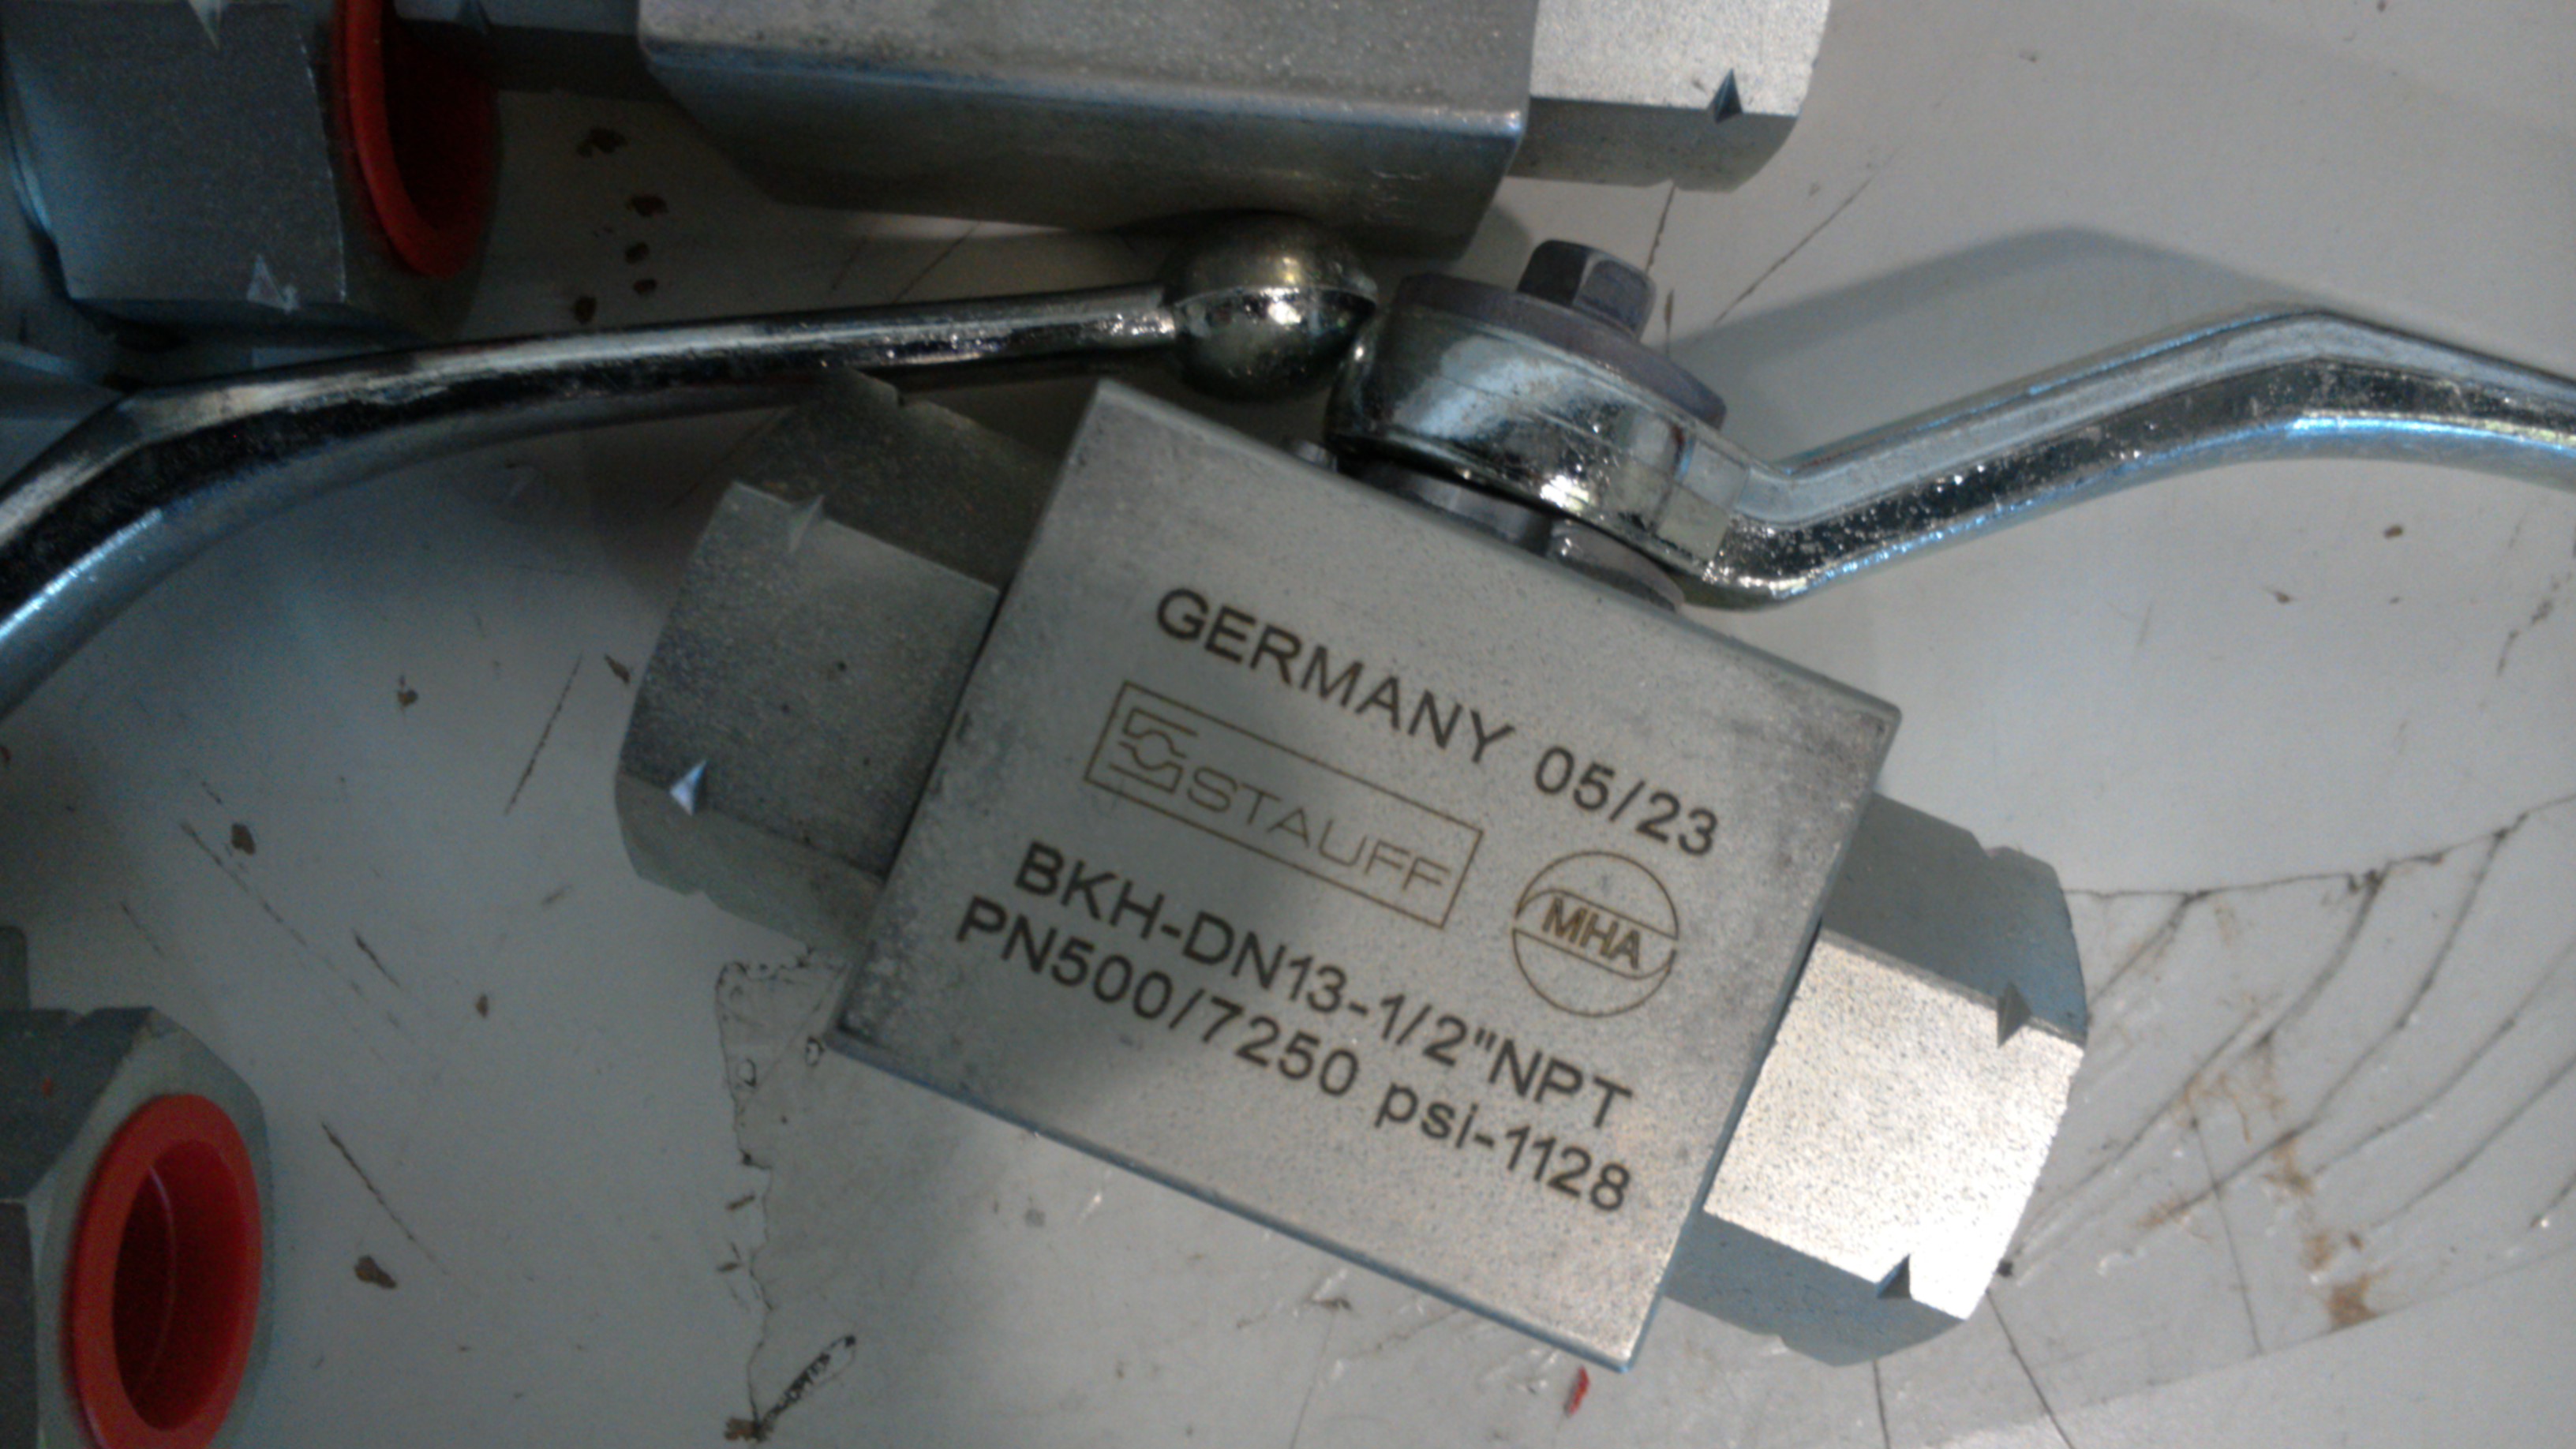 GERMANY 05/23
STAUFF
MHA
BKH-DN13-1/2"NPT
PN500/7250 psi-1128